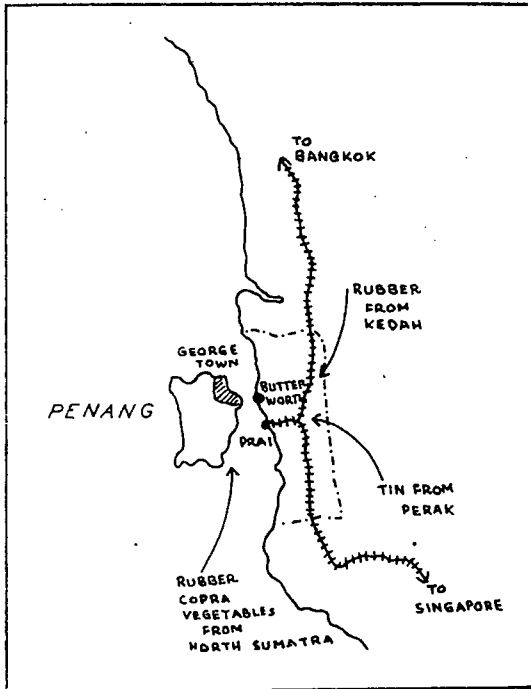 TO
BANGKOK
RUBBER
FROM
KEDAH
GEORGE
TOWN
BUTTER
WORTH
PENANG
PRAI
TIN FROM
PERAK
RUBBER
COPRA
VEGETABLES
FROM
NORTH SUMATRA
TO
SINGAPORE